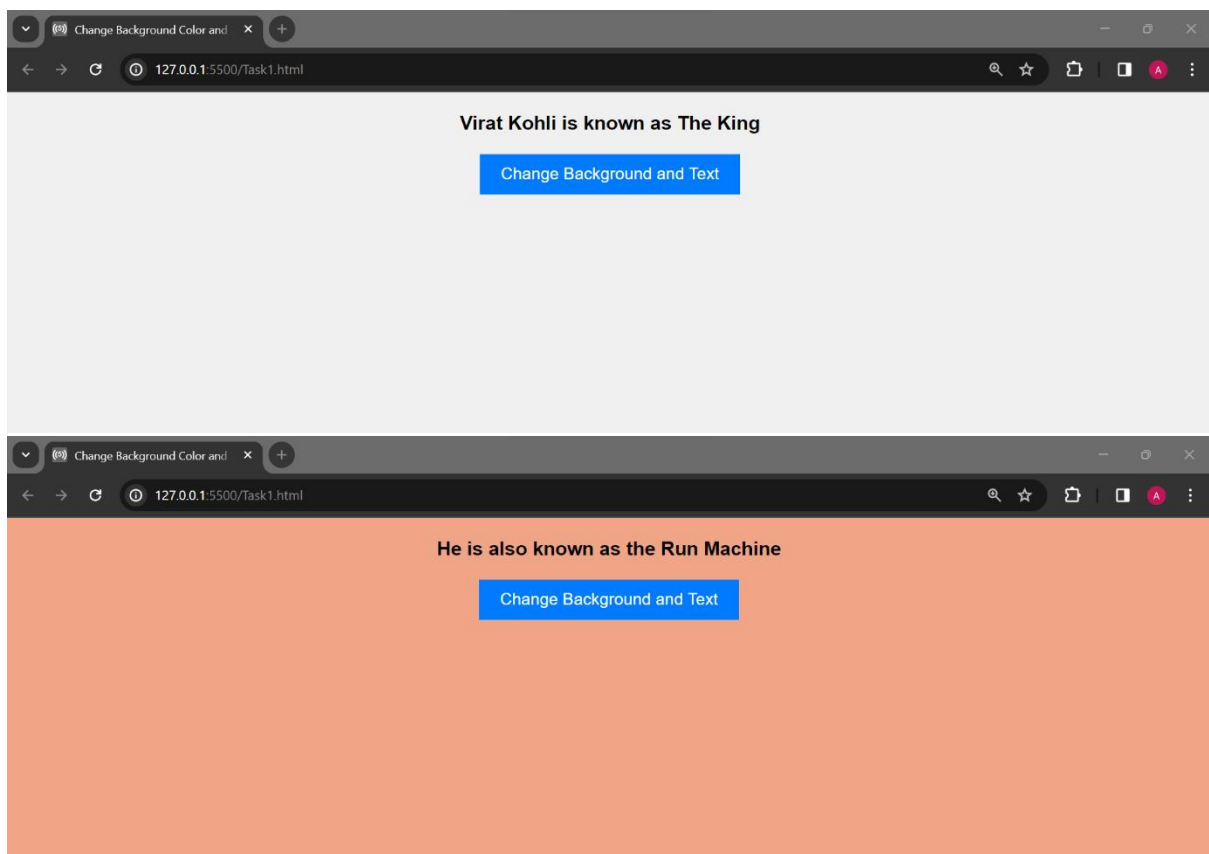 Change Background Color and
127.0.0.1:5500/Task1.html
A
Virat Kohli is known as The King
Change Background and Text
Change Background Color and
127.0.0.1:5500/Task1.html
A
He is also known as the Run Machine
Change Background and Text